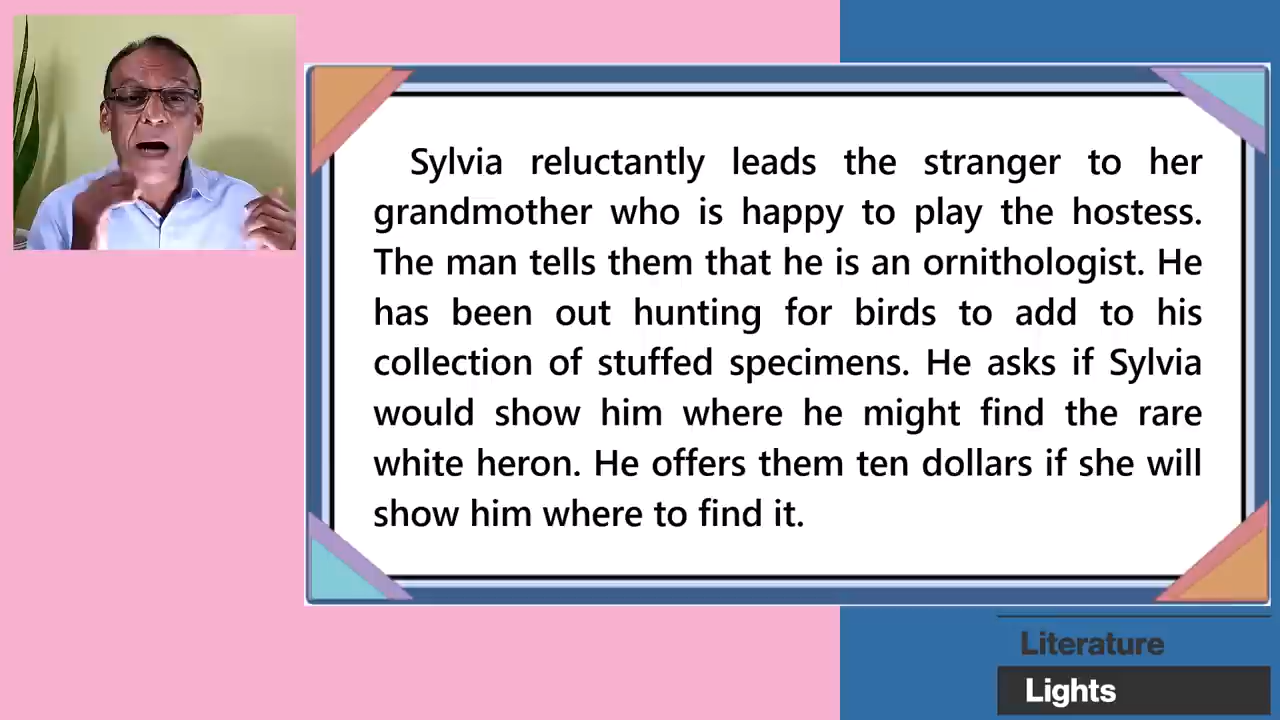 Sylvia reluctantly leads the stranger to her
grandmother who is happy to play the hostess.
The man tells them that he is an ornithologist. He
has been out hunting for birds to add to his
collection of stuffed specimens. He asks if Sylvia
would show him where he might find the rare
white heron. He offers them ten dollars if she will
show him where to find it.
Literature
Lights